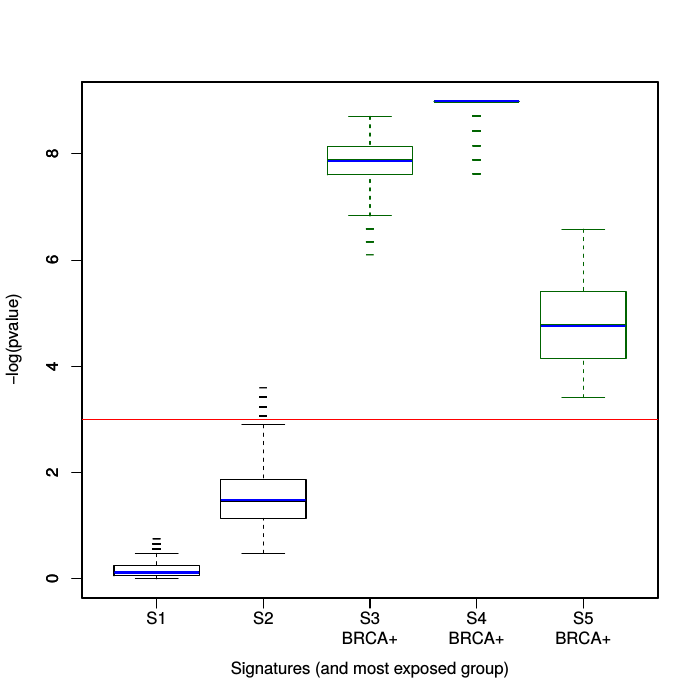 8
6
4
2
0
−log(pvalue)
S1 S2 S3 S4 S5
BRCA+ BRCA+ BRCA+
Signatures (and most exposed group)